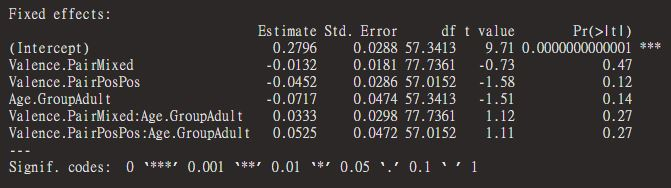 Fixed effects:
                              Estimate Std. Error      df t value        Pr(>|t|)
(Intercept)                     0.2796     0.0288 57.3413    9.71 0.0000000000001 ***
Valence.PairMixed              -0.0132     0.0181 77.7361   -0.73            0.47
Valence.PairPosPos             -0.0452     0.0286 57.0152   -1.58            0.12
Age.GroupAdult                 -0.0717     0.0474 57.3413   -1.51            0.14
Valence.PairMixed:Age.GroupAdult   0.0333     0.0298 77.7361    1.12            0.27
Valence.PairPosPos:Age.GroupAdult  0.0525     0.0472 57.0152    1.11            0.27
---
Signif. codes:  0 ‘***’ 0.001 ‘**’ 0.01 ‘*’ 0.05 ‘.’ 0.1 ‘ ’ 1